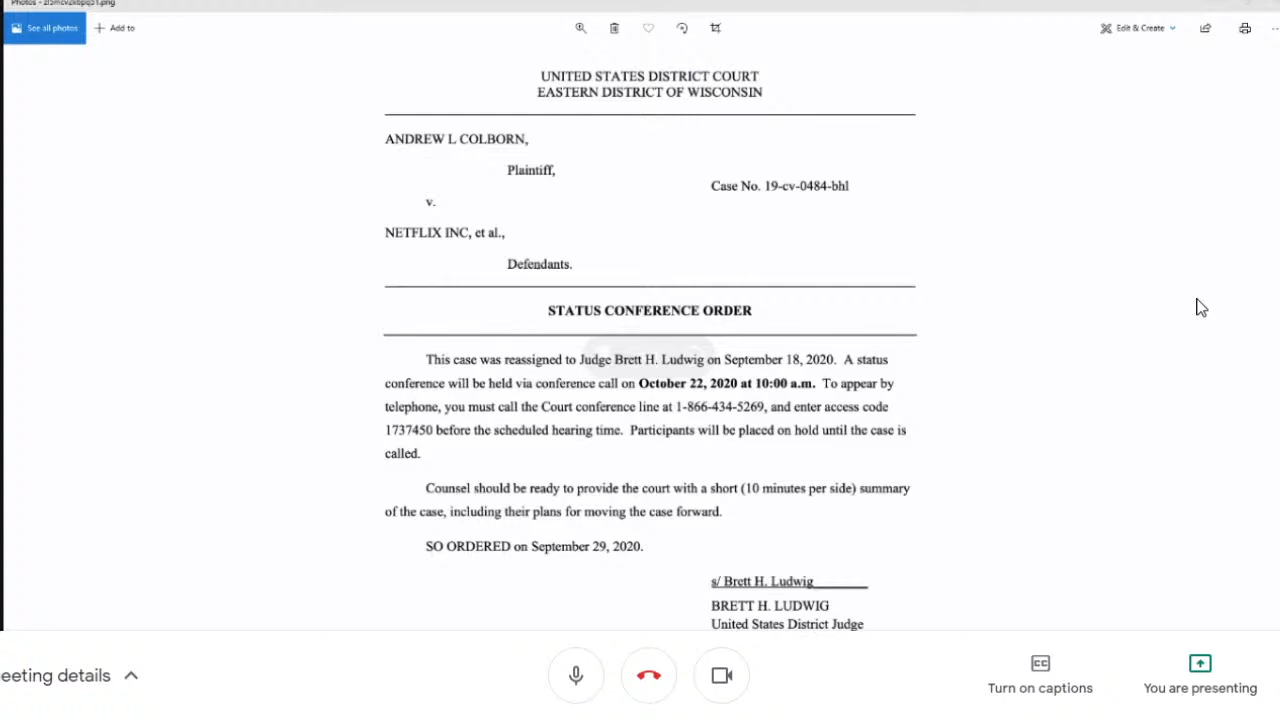 See all photos
Add to
Edit & Create
UNITED STATES DISTRICT COURT
EASTERN DISTRICT OF WISCONSIN
ANDREW L COLBORN,
Plaintiff,
Case No. 19-cv-0484-bhl
v.
NETFLIX INC, et al.,
Defendants.
STATUS CONFERENCE ORDER
This case was reassigned to Judge Brett H. Ludwig on September 18, 2020. A status
conference will be held via conference call on October 22, 2020 at 10:00 a.m. To appear by
telephone, you must call the Court conference line at 1-866-434-5269, and enter access code
1737450 before the scheduled hearing time. Participants will be placed on hold until the case is
called.
Counsel should be ready to provide the court with a short (10 minutes per side) summary
of the case, including their plans for moving the case forward.
SO ORDERED on September 29, 2020.
s/ Brett H. Ludwig
BRETT H. LUDWIG
United States District Judge
eeting details
Turn on captions
You are presenting